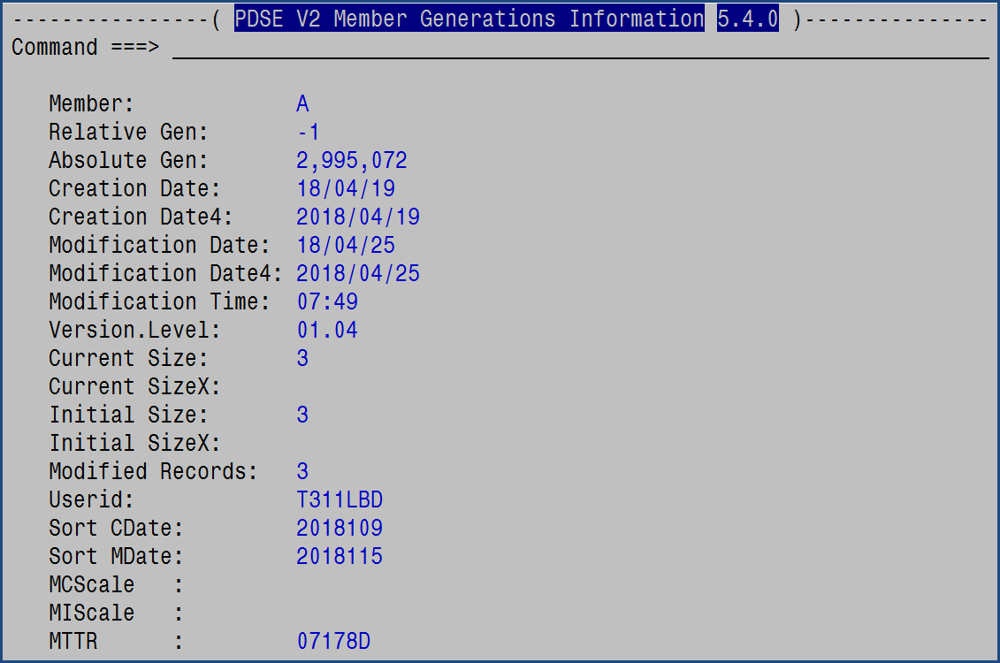 ----------------( PDSE V2 Member Generations Information 5.4.0 )---------------
Command ===>
Member: A
Relative Gen: -1
Absolute Gen: 2,995,072
Creation Date: 18/04/19
Creation Date4: 2018/04/19
Modification Date: 18/04/25
Modification Date4: 2018/04/25
Modification Time: 07:49
Version.Level: 01.04
Current Size: 3
Current SizeX:
Initial Size: 3
Initial SizeX:
Modified Records: 3
Userid: T311LBD
Sort CDate: 2018109
Sort MDate: 2018115
MCScale :
MIScale :
MTTR : 07178D